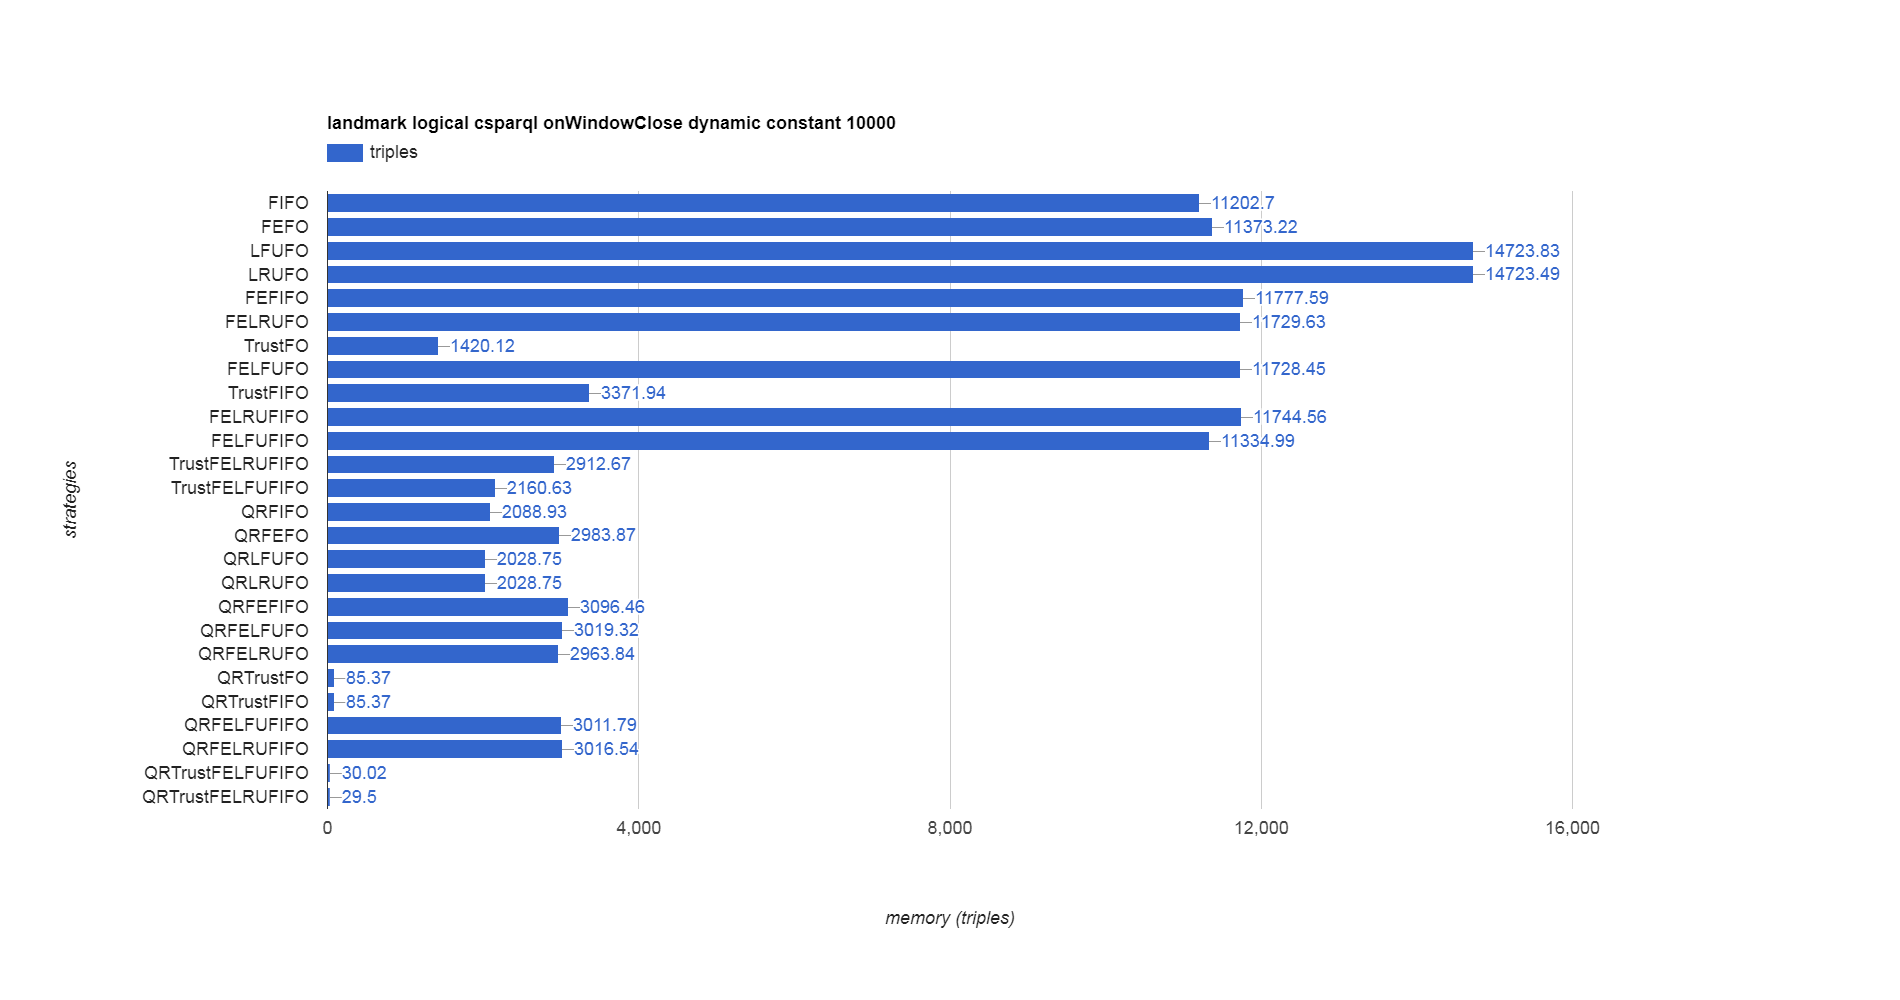 landmark logical csparql onWindowClose dynamic constant 10000
triples
FIFO 11202.7
FEFO 11373.22
LFUFO 14723.83
LRUFO 14723.49
FEFIFO 11777.59
FELRUFO 11729.63
TrustFO 1420.12
FELFUFO 11728.45
TrustFIFO 3371.94
FELRUFIFO 11744.56
FELFUFIFO 11334.99
TrustFELRUFIFO 2912.67
TrustFELFUFIFO 2160.63
QRFIFO 2088.93
QRFEFO 2983.87
QRLFUFO 2028.75
QRLRUFO 2028.75
QRFEFIFO 3096.46
QRFELFUFO 3019.32
QRFELRUFO 2963.84
QRTrustFO 85.37
QRTrustFIFO 85.37
QRFELFUFIFO 3011.79
QRFELRUFIFO 3016.54
QRTrustFELFUFIFO 30.02
QRTrustFELRUFIFO 29.5
strategies
0 4,000 8,000 12,000 16,000
memory (triples)